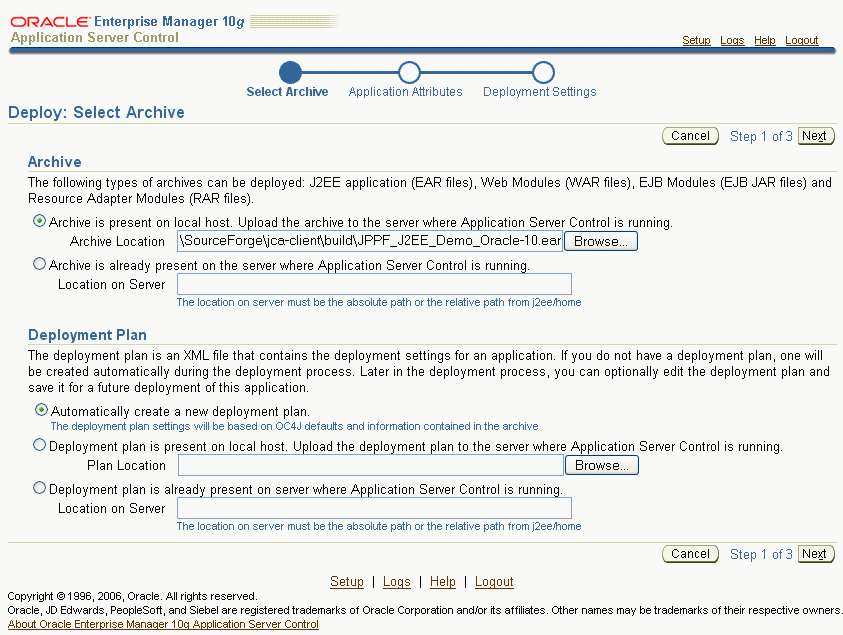 ORACLE Enterprise Manager 10g
Application Server Control
Setup Logs Help Logout
Select Archive Application Attributes Deployment Settings
Deploy: Select Archive
Cancel Step 1 of 3 Next
Archive
The following types of archives can be deployed: J2EE application (EAR files), Web Modules (WAR files), EJB Modules (EJB JAR files) and
Resource Adapter Modules (RAR files).
Archive is present on local host. Upload the archive to the server where Application Server Control is running.
Archive Location \SourceForge\jca-client\build\JPPF_J2EE_Demo_Oracle-10.ear Browse...
Archive is already present on the server where Application Server Control is running.
Location on Server
The location on server must be the absolute path or the relative path from j2ee/home
Deployment Plan
The deployment plan is an XML file that contains the deployment settings for an application. If you do not have a deployment plan, one will
be created automatically during the deployment process. Later in the deployment process, you can optionally edit the deployment plan and
save it for a future deployment of this application.
Automatically create a new deployment plan.
The deployment plan settings will be based on OC4J defaults and information contained in the archive
Deployment plan is present on local host. Upload the deployment plan to the server where Application Server Control is running.
Plan Location Browse...
Deployment plan is already present on server where Application Server Control is running.
Location on Server
The location on server must be the absolute path or the relative path from j2ee/home
Cancel Step 1 of 3 Next
Setup | Logs | Help | Logout
Copyright © 1996, 2006, Oracle. All rights reserved.
Oracle, JD Edwards, PeopleSoft, and Siebel are registered trademarks of Oracle Corporation and/or its affiliates. Other names may be trademarks of their respective owners.
About Oracle Enterprise Manager 10g Application Server Control